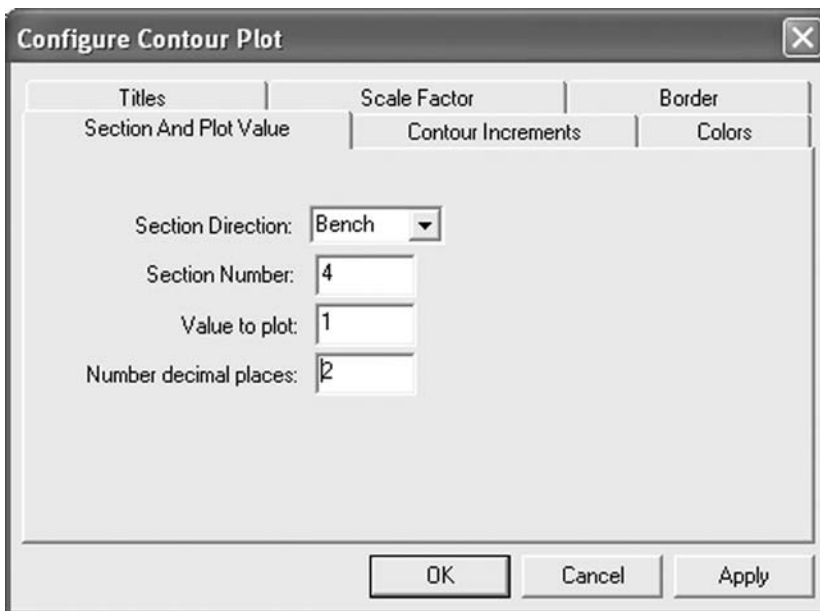 Configure Contour Plot
Titles
Scale Factor
Border
Section And Plot Value
Contour Increments
Colors
Section Direction: Bench
Section Number: 4
Value to plot: 1
Number decimal places: 2
OK
Cancel
Apply